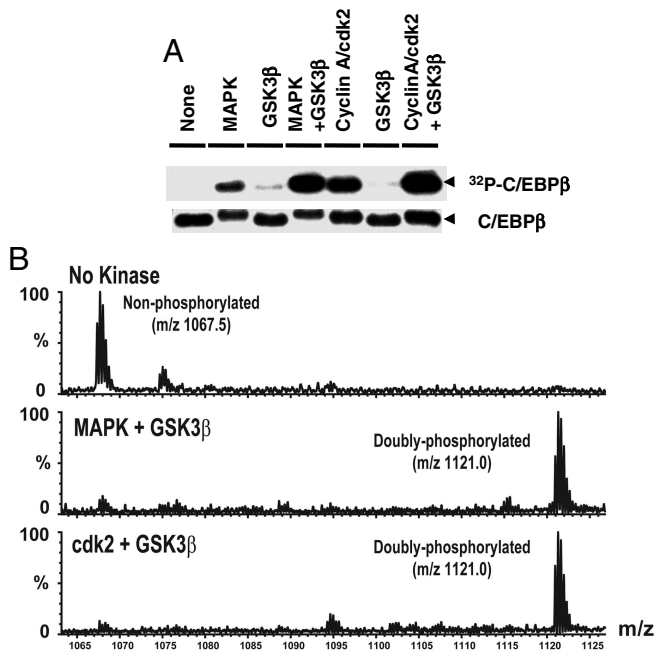 A
None
MAPK
GSK3β
MAPK
+GSK3β
Cyclin A/cdk2
GSK3β
CyclinA/cdk2
+ GSK3β
32P-C/EBPβ
C/EBPβ
B
No Kinase
100
Non-phosphorylated
(m/z 1067.5)
%
0
100
MAPK + GSK3β
Doubly-phosphorylated
(m/z 1121.0)
%
0
100
cdk2 + GSK3β
Doubly-phosphorylated
(m/z 1121.0)
%
0
m/z
1065 1070 1075 1080 1085 1090 1095 1100 1105 1110 1115 1120 1125